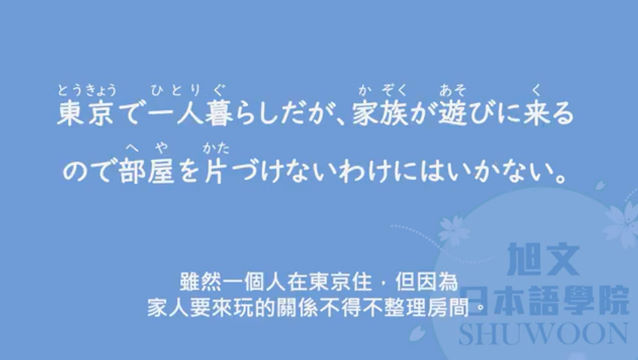 とうきょう ひとりぐ かぞく あそ く
東京で一人暮らしだが、家族が遊びに来る
へや かた
ので部屋を片づけないわけにはいかない。
雖然一個人在東京住，但因為
家人要來玩的關係不得不整理房間。
旭文
日本語學院
SHUWOON